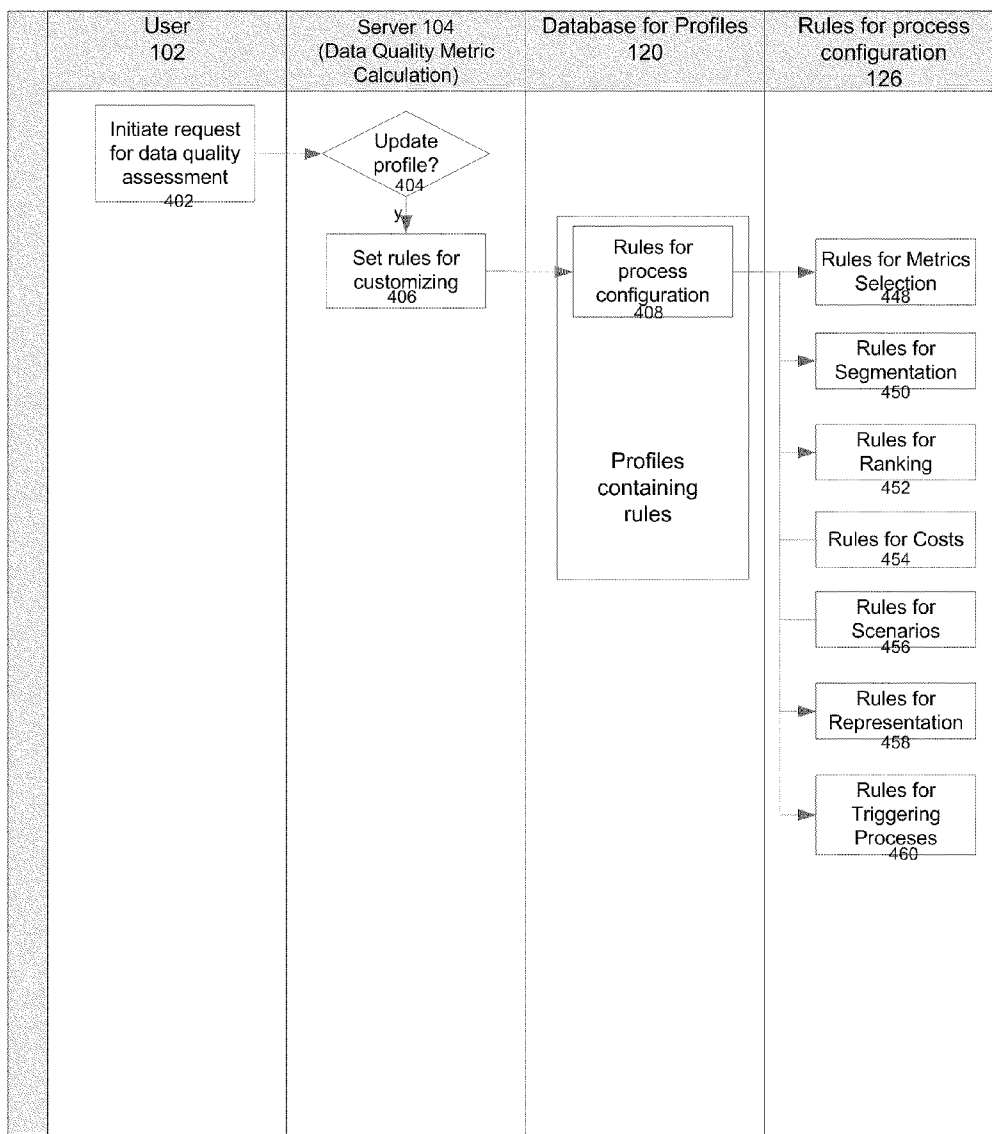 User
102
Server 104
(Data Quality Metric
Calculation)
Database for Profiles
120
Rules for process
configuration
126
Initiate request
for data quality
assessment
402
Update
profile?
404
y
Set rules for
customizing
406
Rules for
process
configuration
408
Profiles
containing
rules
Rules for Metrics
Selection
448
Rules for
Segmentation
450
Rules for
Ranking
452
Rules for Costs
454
Rules for
Scenarios
456
Rules for
Representation
458
Rules for
Triggering
Proceses
460